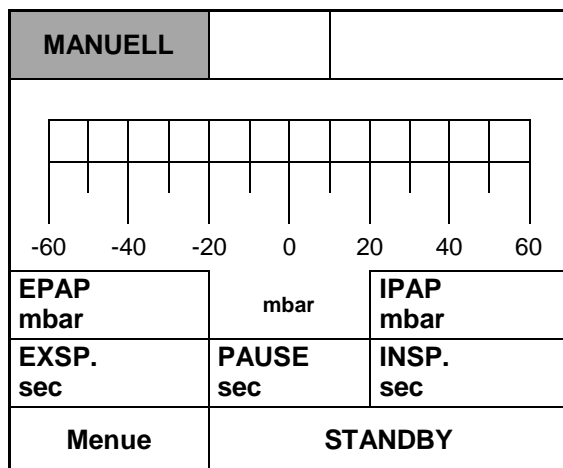 MANUELL
-60 -40 -20 0 20 40 60
EPAP mbar IPAP
mbar mbar
EXSP. PAUSE INSP.
sec sec sec
Menue STANDBY